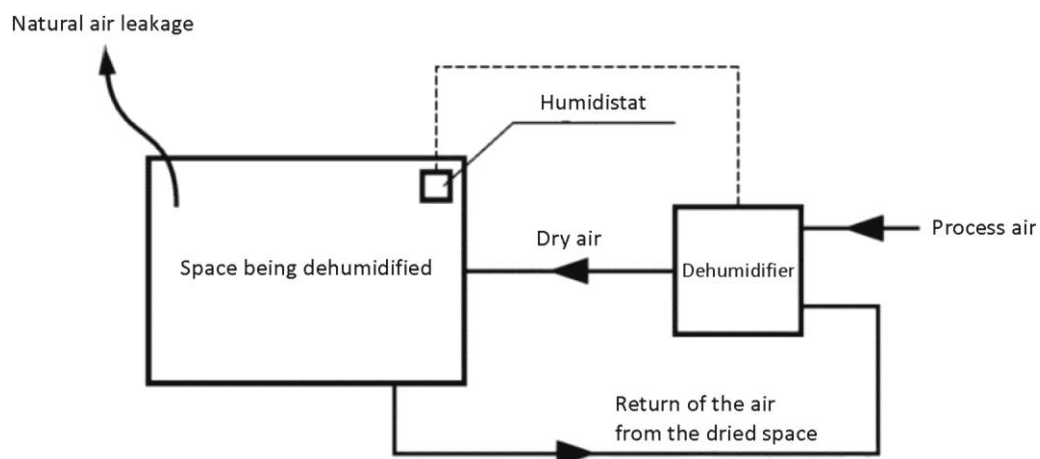 Natural air leakage
Humidistat
Process air
Dry air
Space being dehumidified
Dehumidifier
Return of the air
from the dried space